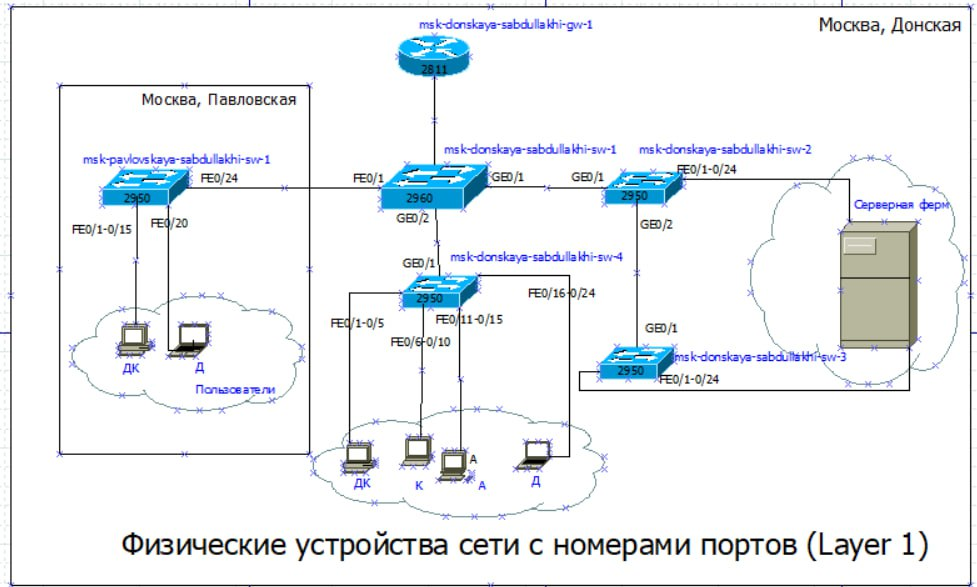 msk-donskaya-sabdullakhi-gw-1
Москва, Донская
2811
Москва, Павловская
msk-pavlovskaya-sabdullakhi-sw-1
msk-donskaya-sabdullakhi-sw-1
msk-donskaya-sabdullakhi-sw-2
2950
FE0/24
FE0/1
2960
GE0/1
GE0/1
2950
FE0/1-0/24
Серверная ферм
FE0/1-0/15
FE0/20
GE0/2
GE0/2
GE0/1
msk-donskaya-sabdullakhi-sw-4
2950
FE0/16-0/24
FE0/1-0/5
FE0/11-0/15
FE0/6-0/10
GE0/1
msk-donskaya-sabdullakhi-sw-3
2950
FE0/1-0/24
ДК
Д
Пользователи
ДК
К
А
А
Д
Физические устройства сети с номерами портов (Layer 1)